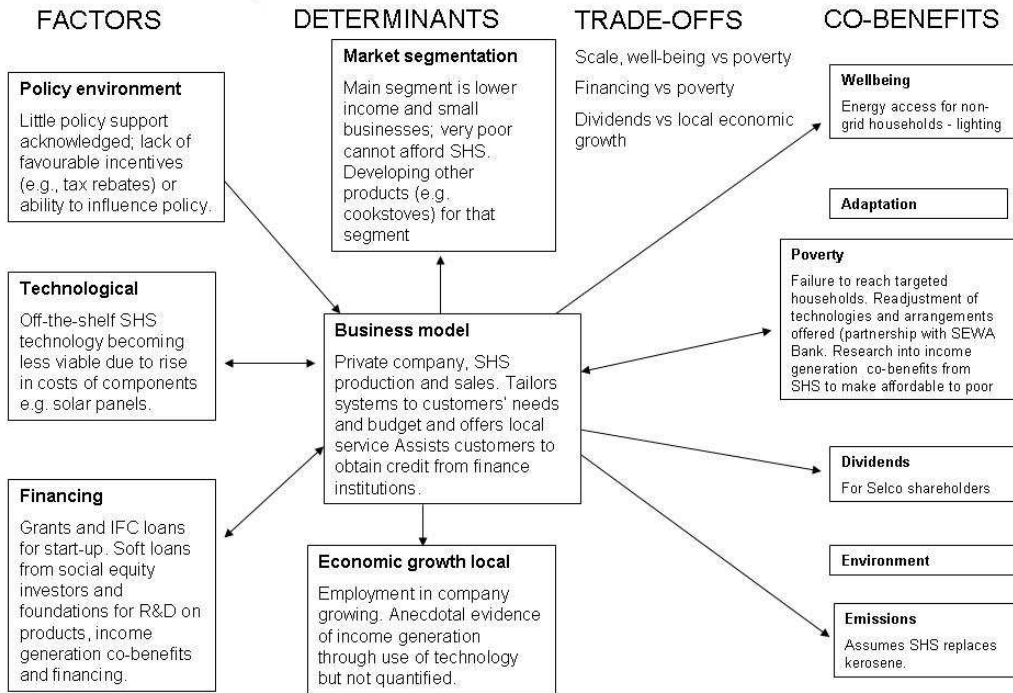 FACTORS
DETERMINANTS
TRADE-OFFS
CO-BENEFITS
Policy environment
Little policy support
acknowledged; lack of
favourable incentives
(e.g., tax rebates) or
ability to influence policy.
Technological
Off-the-shelf SHS
technology becoming
less viable due to rise
in costs of components
e.g. solar panels.
Financing
Grants and IFC loans
for start-up. Soft loans
from social equity
investors and
foundations for R&D on
products, income
generation co-benefits
and financing.
Market segmentation
Main segment is lower
income and small
businesses; very poor
cannot afford SHS.
Developing other
products (e.g.
cookstoves) for that
segment
Business model
Private company, SHS
production and sales. Tailors
systems to customers' needs
and budget and offers local
service Assists customers to
obtain credit from finance
institutions.
Economic growth local
Employment in company
growing. Anecdotal evidence
of income generation
through use of technology
but not quantified.
Scale, well-being vs poverty
Financing vs poverty
Dividends vs local economic
growth
Wellbeing
Energy access for non-
grid households - lighting
Adaptation
Poverty
Failure to reach targeted
households. Readjustment of
technologies and arrangements
offered (partnership with SEWA
Bank. Research into income
generation co-benefits from
SHS to make affordable to poor
Dividends
For Selco shareholders
Environment
Emissions
Assumes SHS replaces
kerosene.